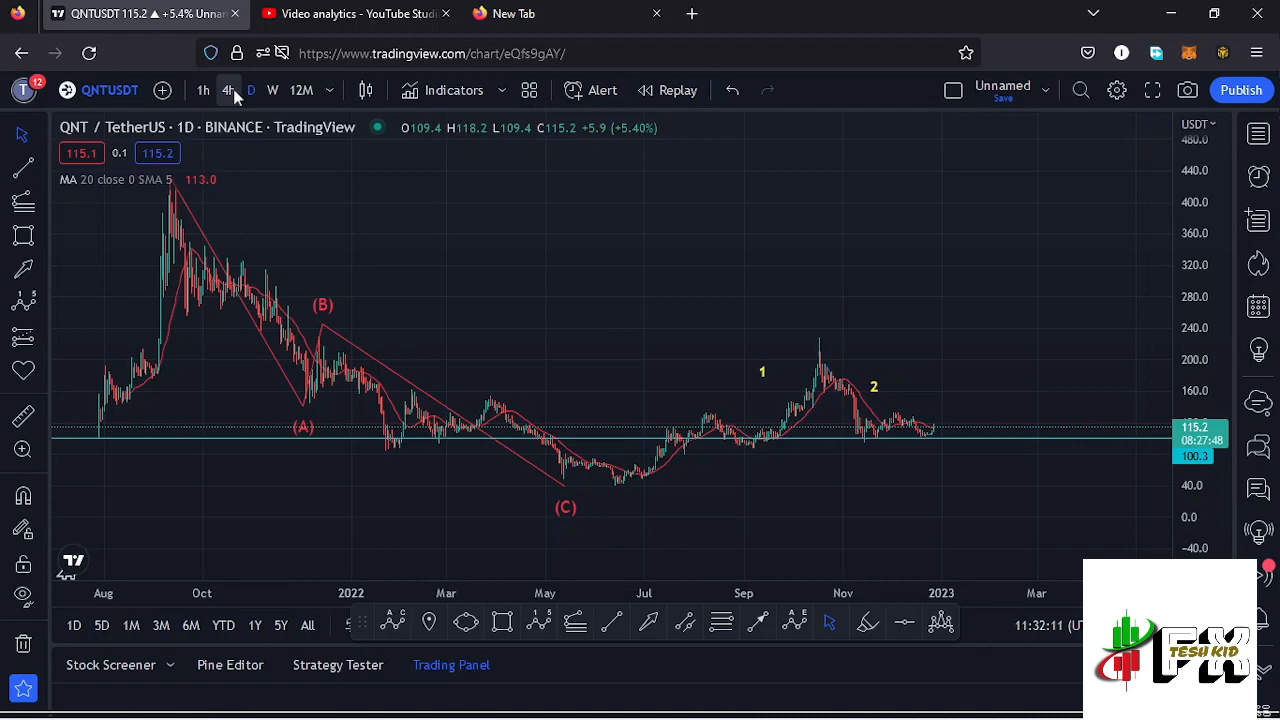 QNTUSDT 115.2 ▲ +5.4% Unnan
Video analytics - YouTube Studi
New Tab
https://www.tradingview.com/chart/eQfs9gAY/
T 12 QNTUSDT 1h 4h D W 12M Indicators Alert Replay Unnamed Save Publish
QNT / TetherUS · 1D · BINANCE · TradingView O109.4 H118.2 L109.4 C115.2 +5.9 (+5.40%) USDT
115.1 0.1 115.2
MA 20 close 0 SMA 5 113.0
480.0
440.0
400.0
360.0
320.0
280.0
240.0
200.0
160.0
115.2
08:27:48
100.3
40.0
0.0
-40.0
(B)
(A)
(C)
1
2
Aug Oct 2022 Mar May Jul Sep Nov 2023 Mar
1D 5D 1M 3M 6M YTD 1Y 5Y All 11:32:11 (U
Stock Screener Pine Editor Strategy Tester Trading Panel
FX
TESH KID